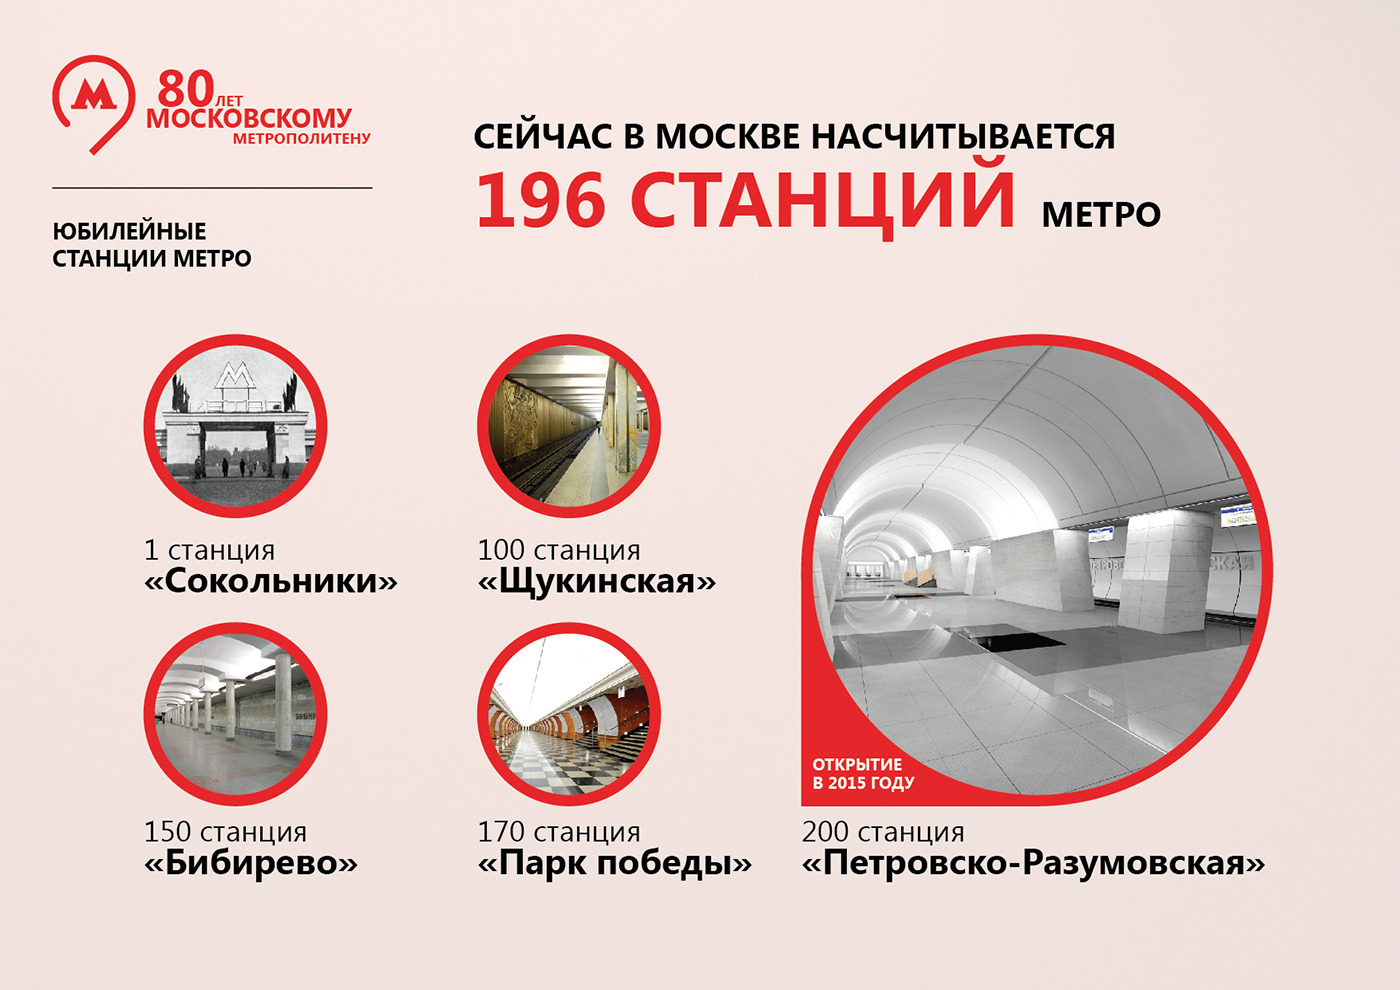 М
80 ЛЕТ
МОСКОВСКОМУ
МЕТРОПОЛИТЕНУ
ЮБИЛЕЙНЫЕ
СТАНЦИИ МЕТРО
СЕЙЧАС В МОСКВЕ НАСЧИТЫВАЕТСЯ
196 СТАНЦИЙ МЕТРО
М
1 станция
«Сокольники»
100 станция
«Щукинская»
150 станция
«Бибирево»
170 станция
«Парк победы»
ОТКРЫТИЕ
В 2015 ГОДУ
200 станция
«Петровско-Разумовская»